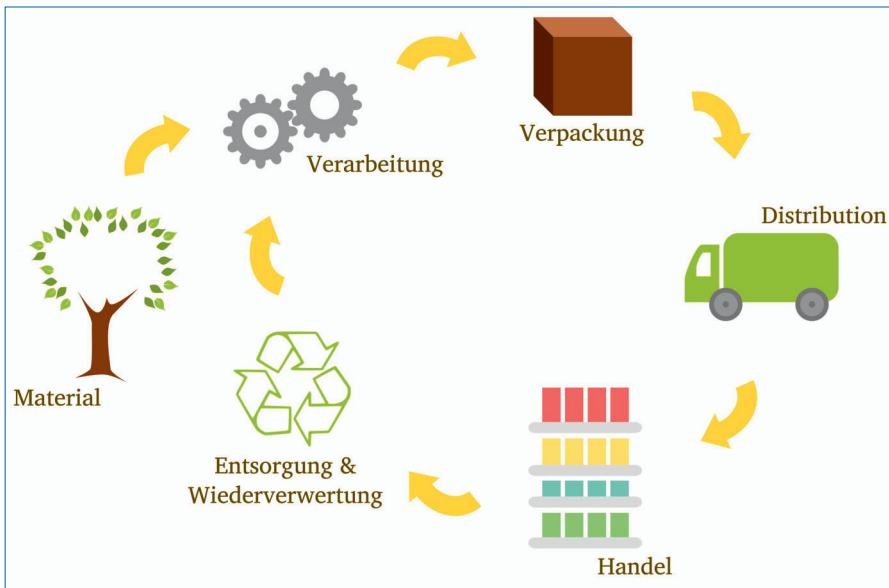 Verpackung
Verarbeitung
Distribution
Material
Entsorgung &
Wiederverwertung
Handel